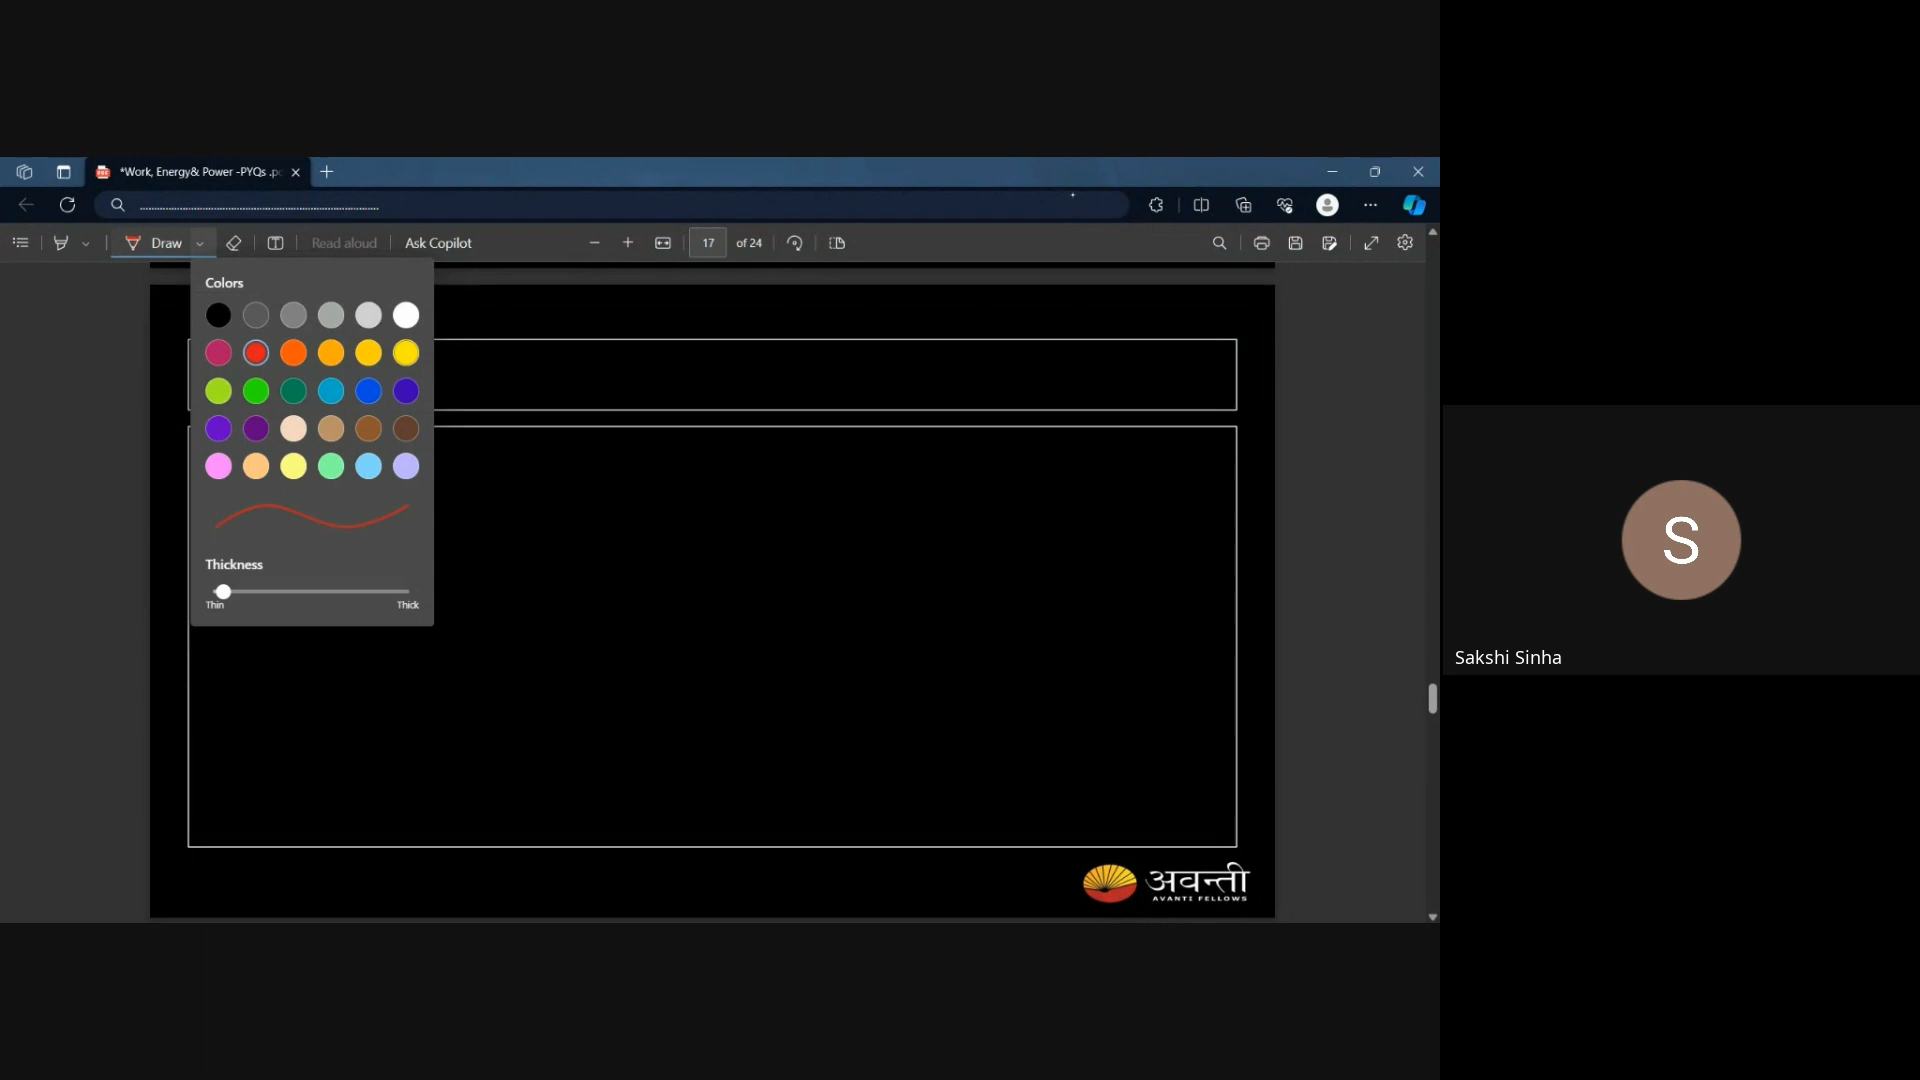 *Work, Energy& Power -PYQs .p
Draw
Read aloud
Ask Copilot
17
of 24
Colors
Thickness
Thin
Thick
अवन्ती
AVANTI FELLOWS
S
Sakshi Sinha